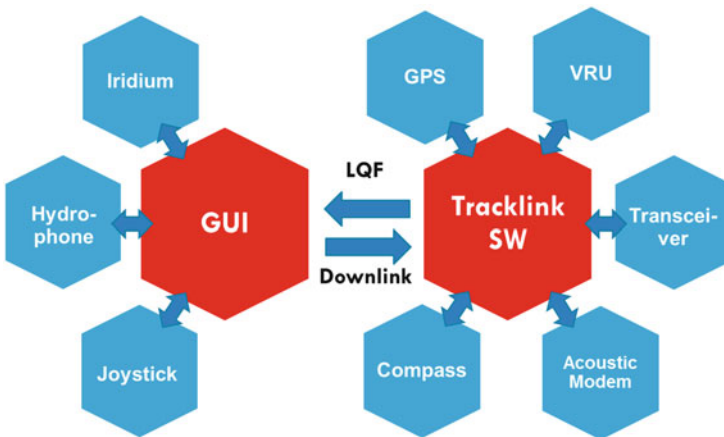 Iridium
GPS
VRU
LQF
Hydro-
phone
GUI
Tracklink
SW
Transcei-
ver
Downlink
Joystick
Compass
Acoustic
Modem